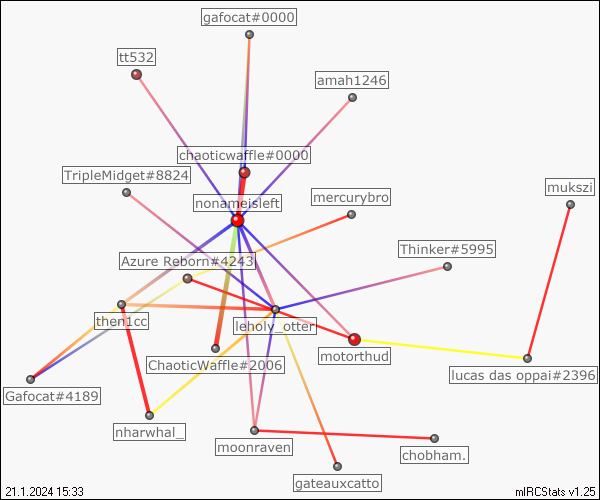 gafocat#0000
tt532
amah1246
chaoticwaffle#0000
TripleMidget#8824
mukszi
mercurybro
nonameisleft
Thinker#5995
Azure Reborn#4243
then1cc
leholy_otter
motorthud
ChaoticWaffle#2006
lucas das oppai#2396
Gafocat#4189
nharwhal_
moonraven
chobham.
gateauxcatto
21.1.2024 15:33
mIRCStats v1.25